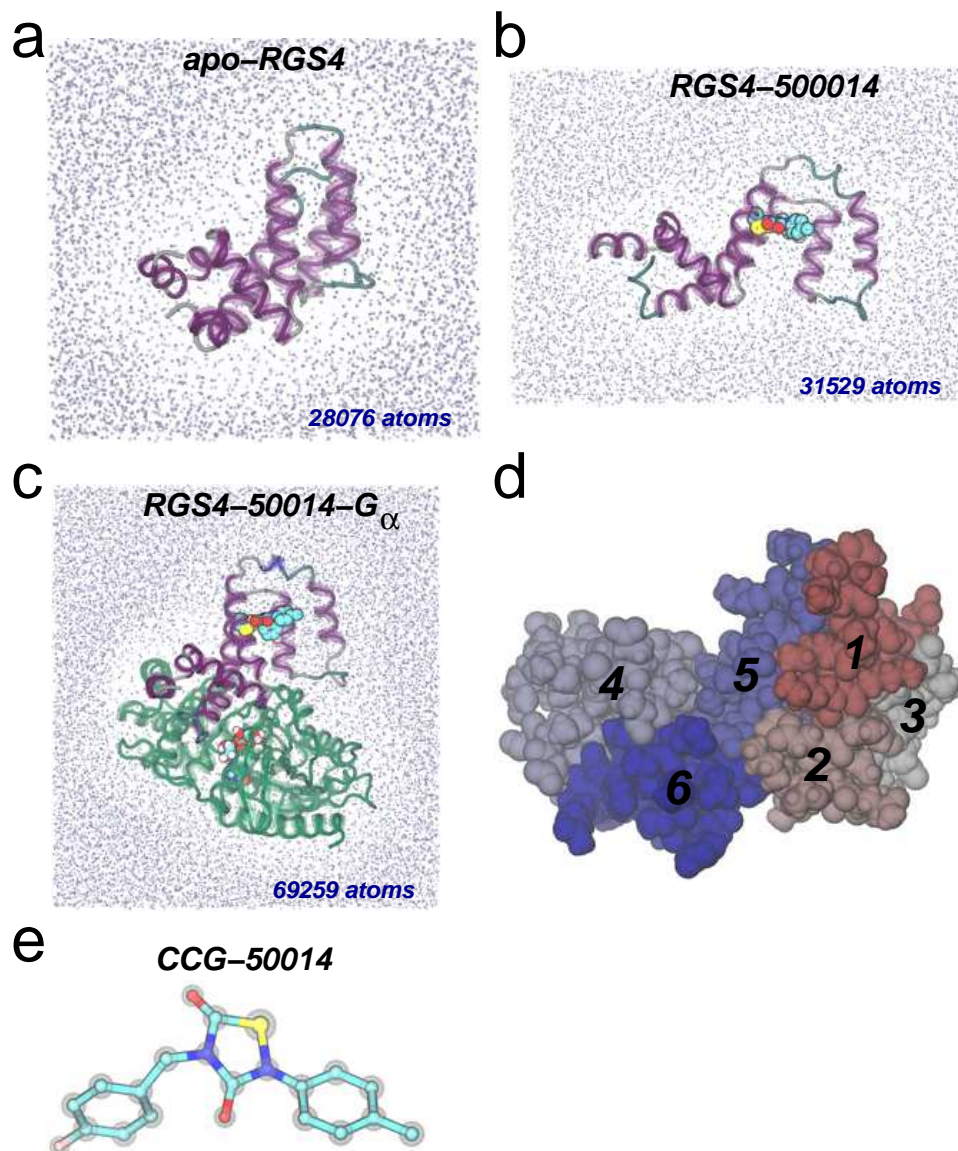 a
apo–RGS4
28076 atoms
b
RGS4–500014
31529 atoms
c
RGS4–50014–Gα
69259 atoms
d
1
2
3
4
5
6
e
CCG–50014